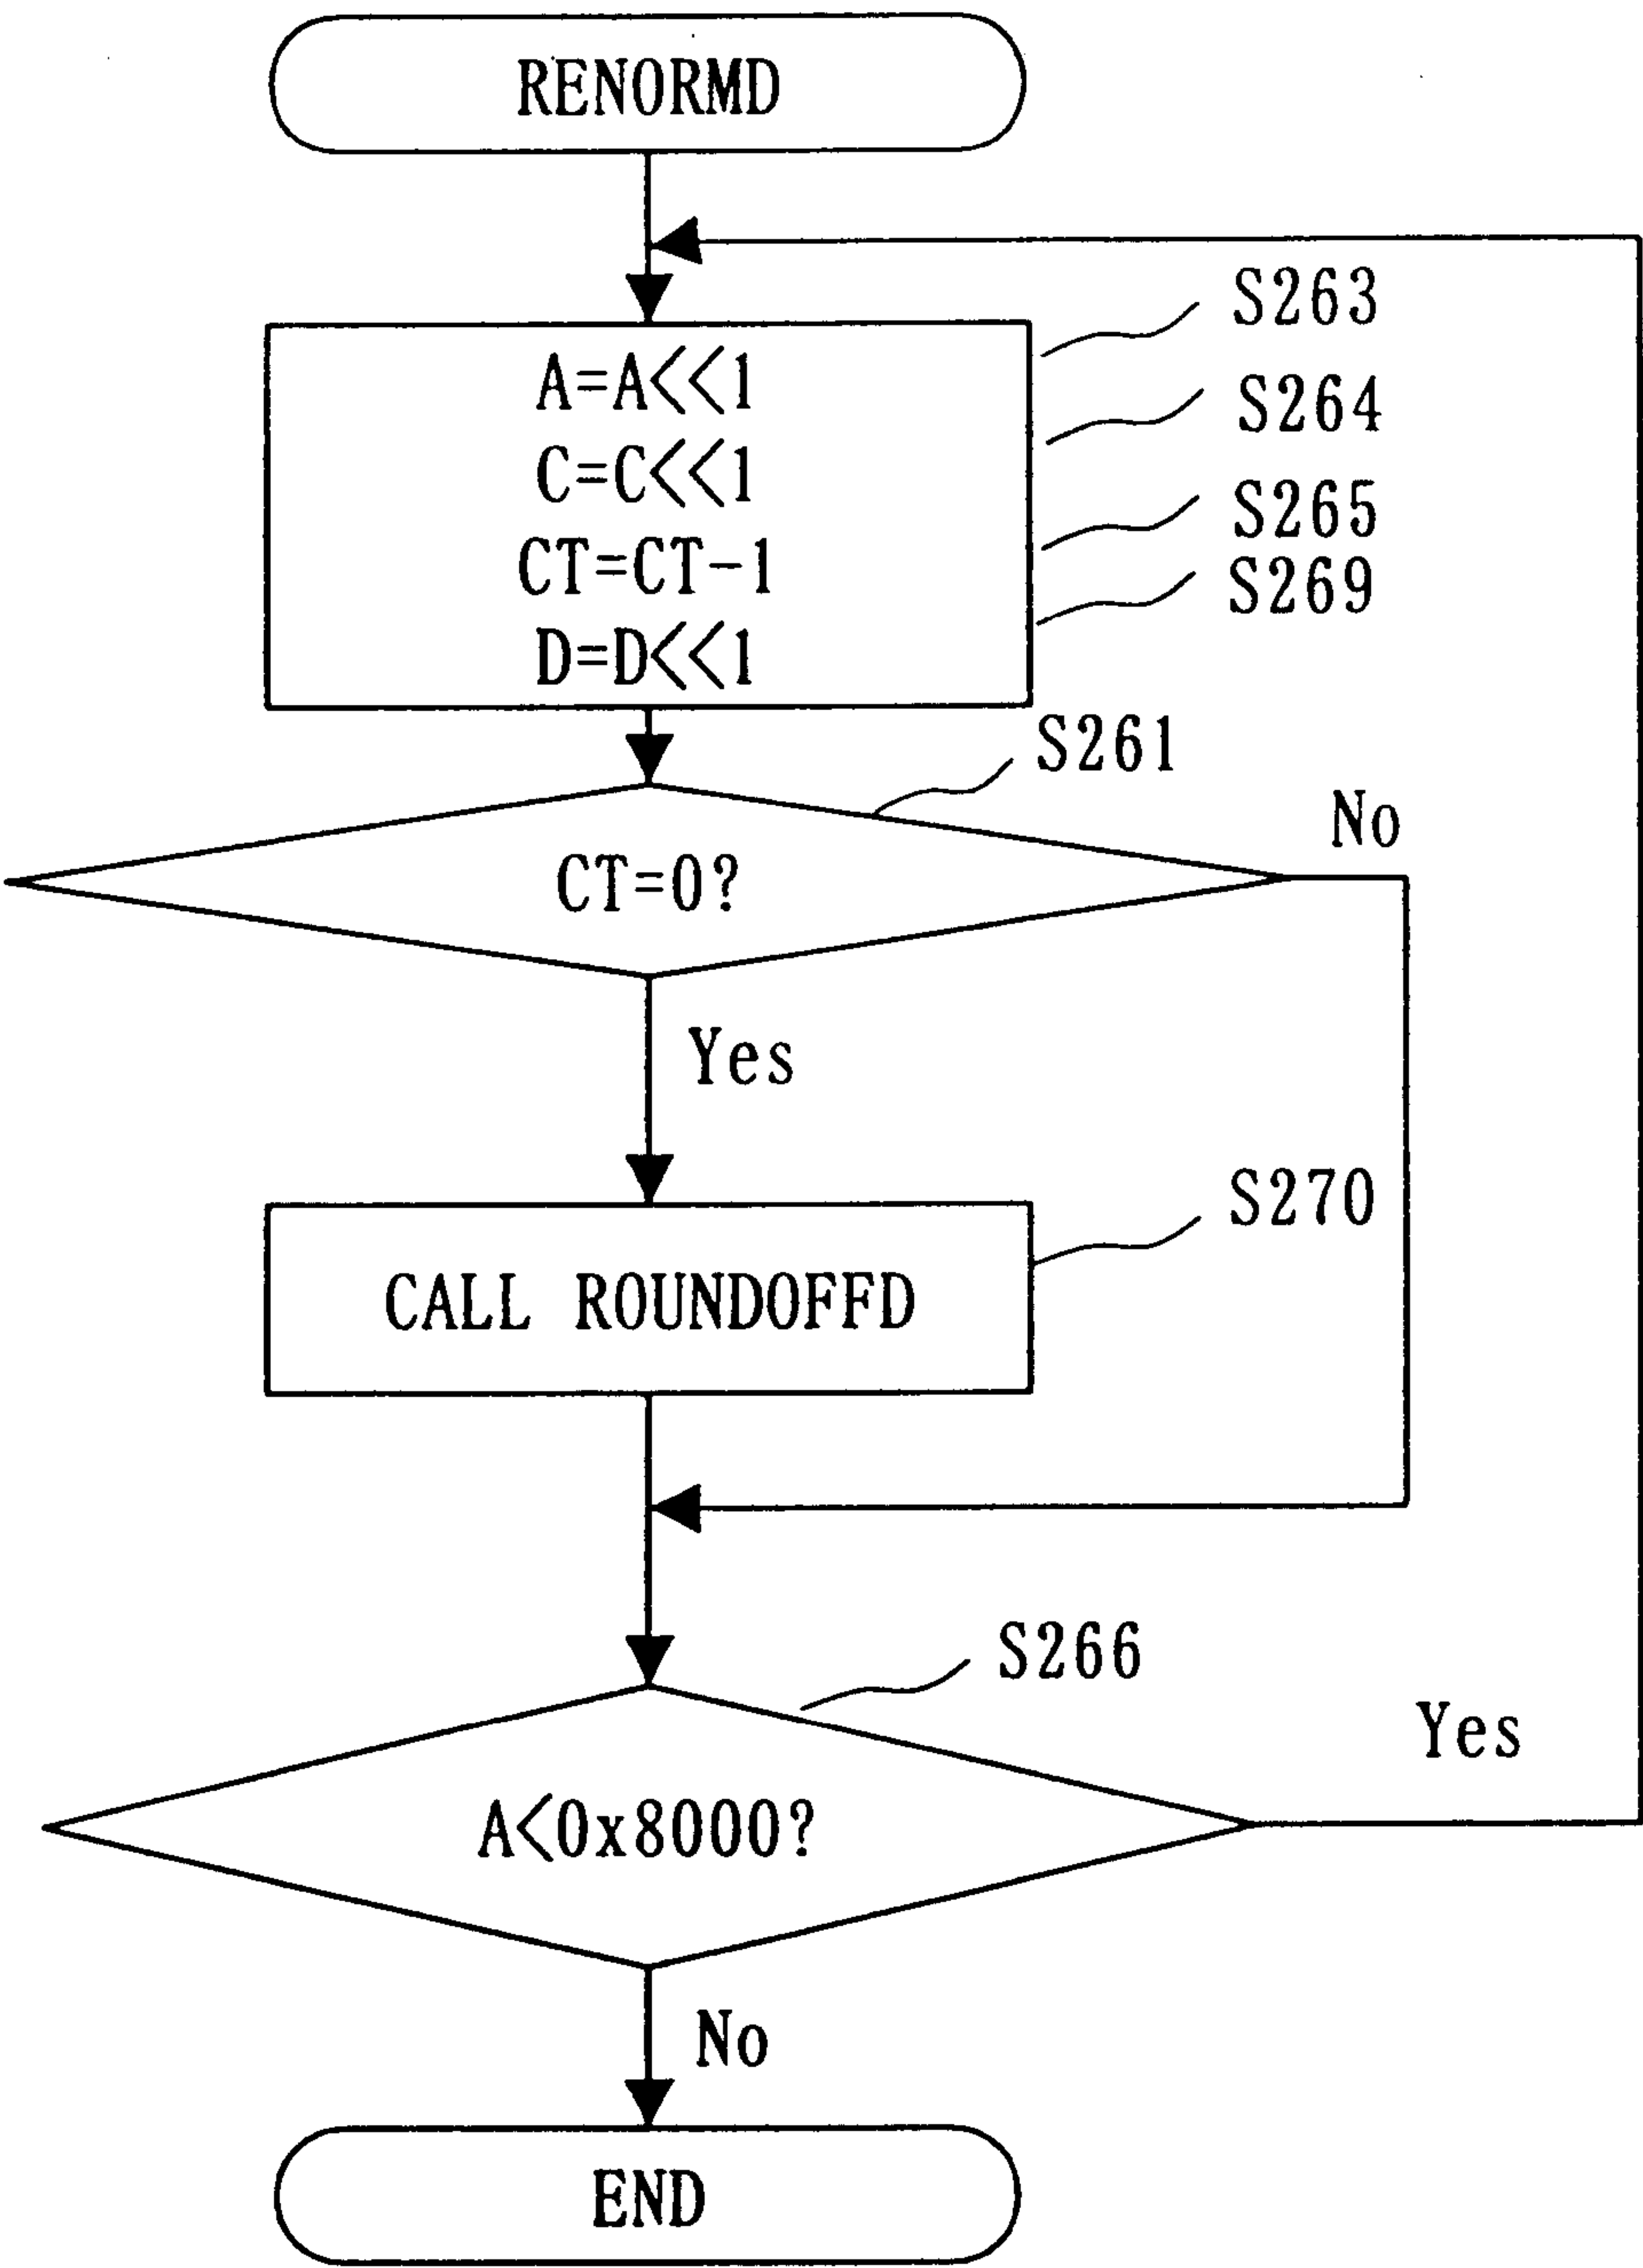 RENORMD
S263
A=A<<1
S264
C=C<<1
S265
CT=CT-1
S269
D=D<<1
S261
No
CT=0?
Yes
S270
CALL ROUNDOFFD
S266
Yes
A<0x8000?
No
END